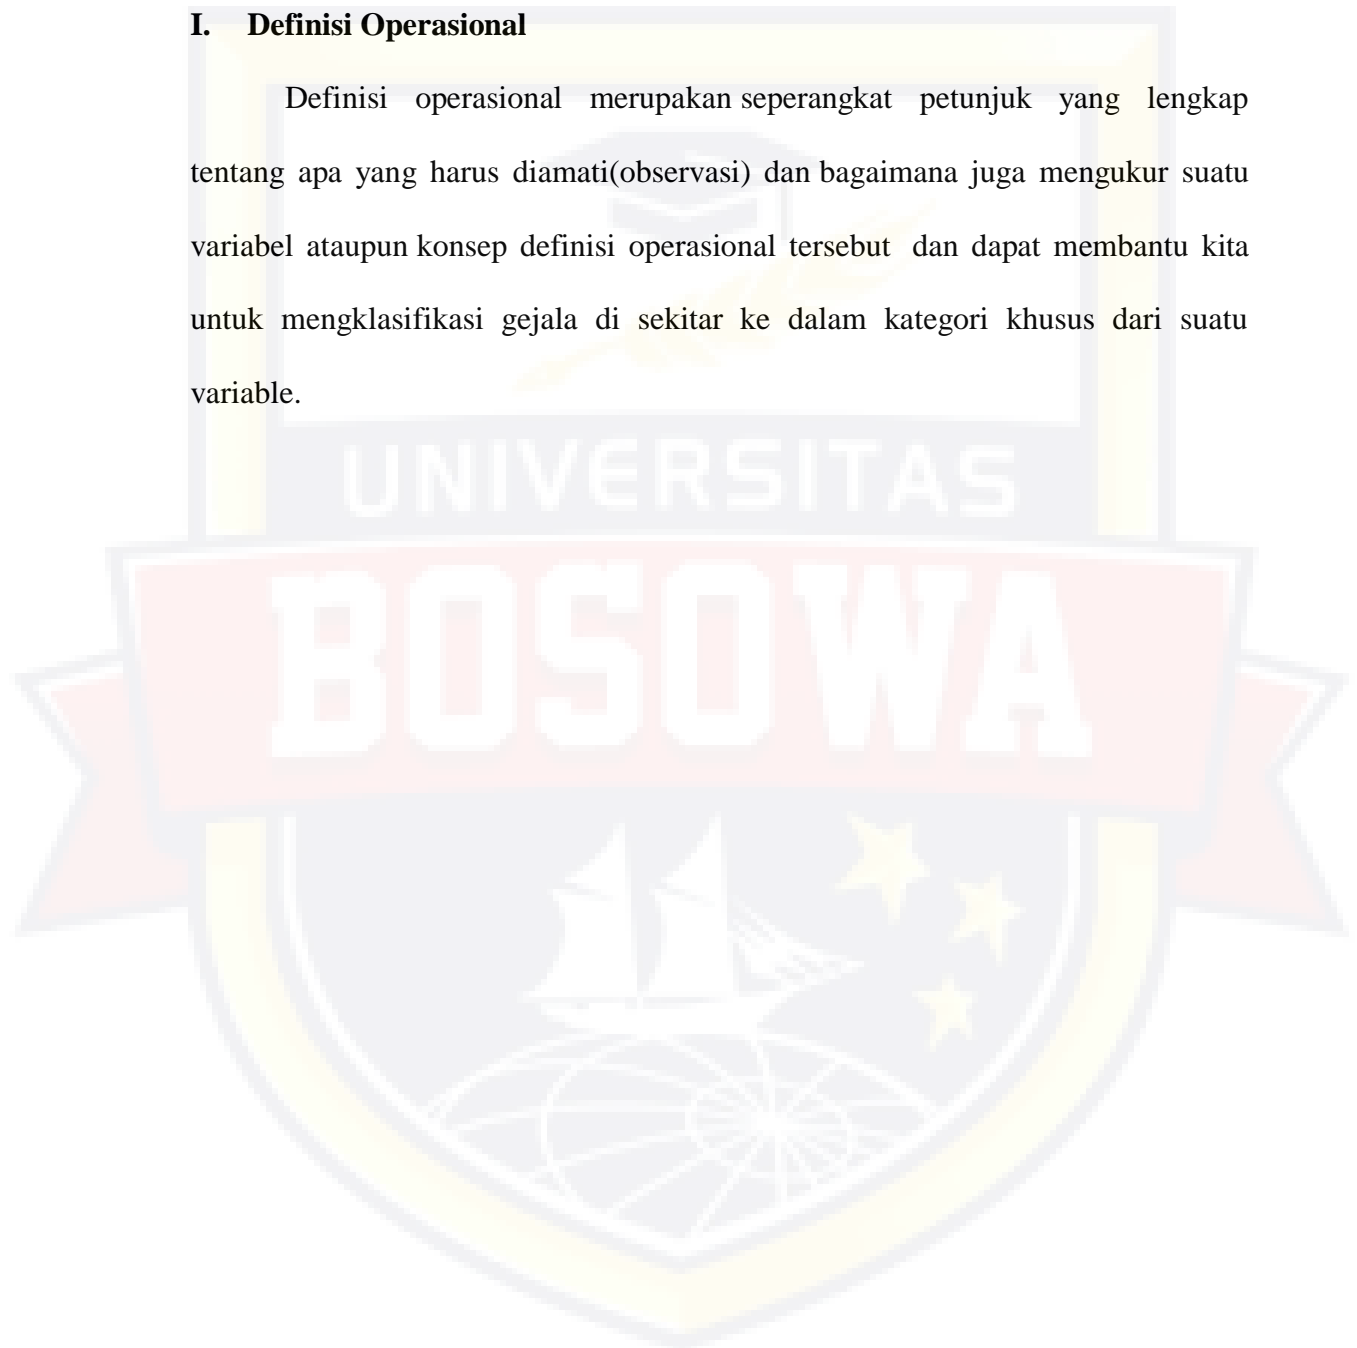 I. Definisi Operasional
Definisi operasional merupakan seperangkat petunjuk yang lengkap
tentang apa yang harus diamati(observasi) dan bagaimana juga mengukur suatu
variabel ataupun konsep definisi operasional tersebut dan dapat membantu kita
untuk mengklasifikasi gejala di sekitar ke dalam kategori khusus dari suatu
variable.
UNIVERSITAS
BOSOWA